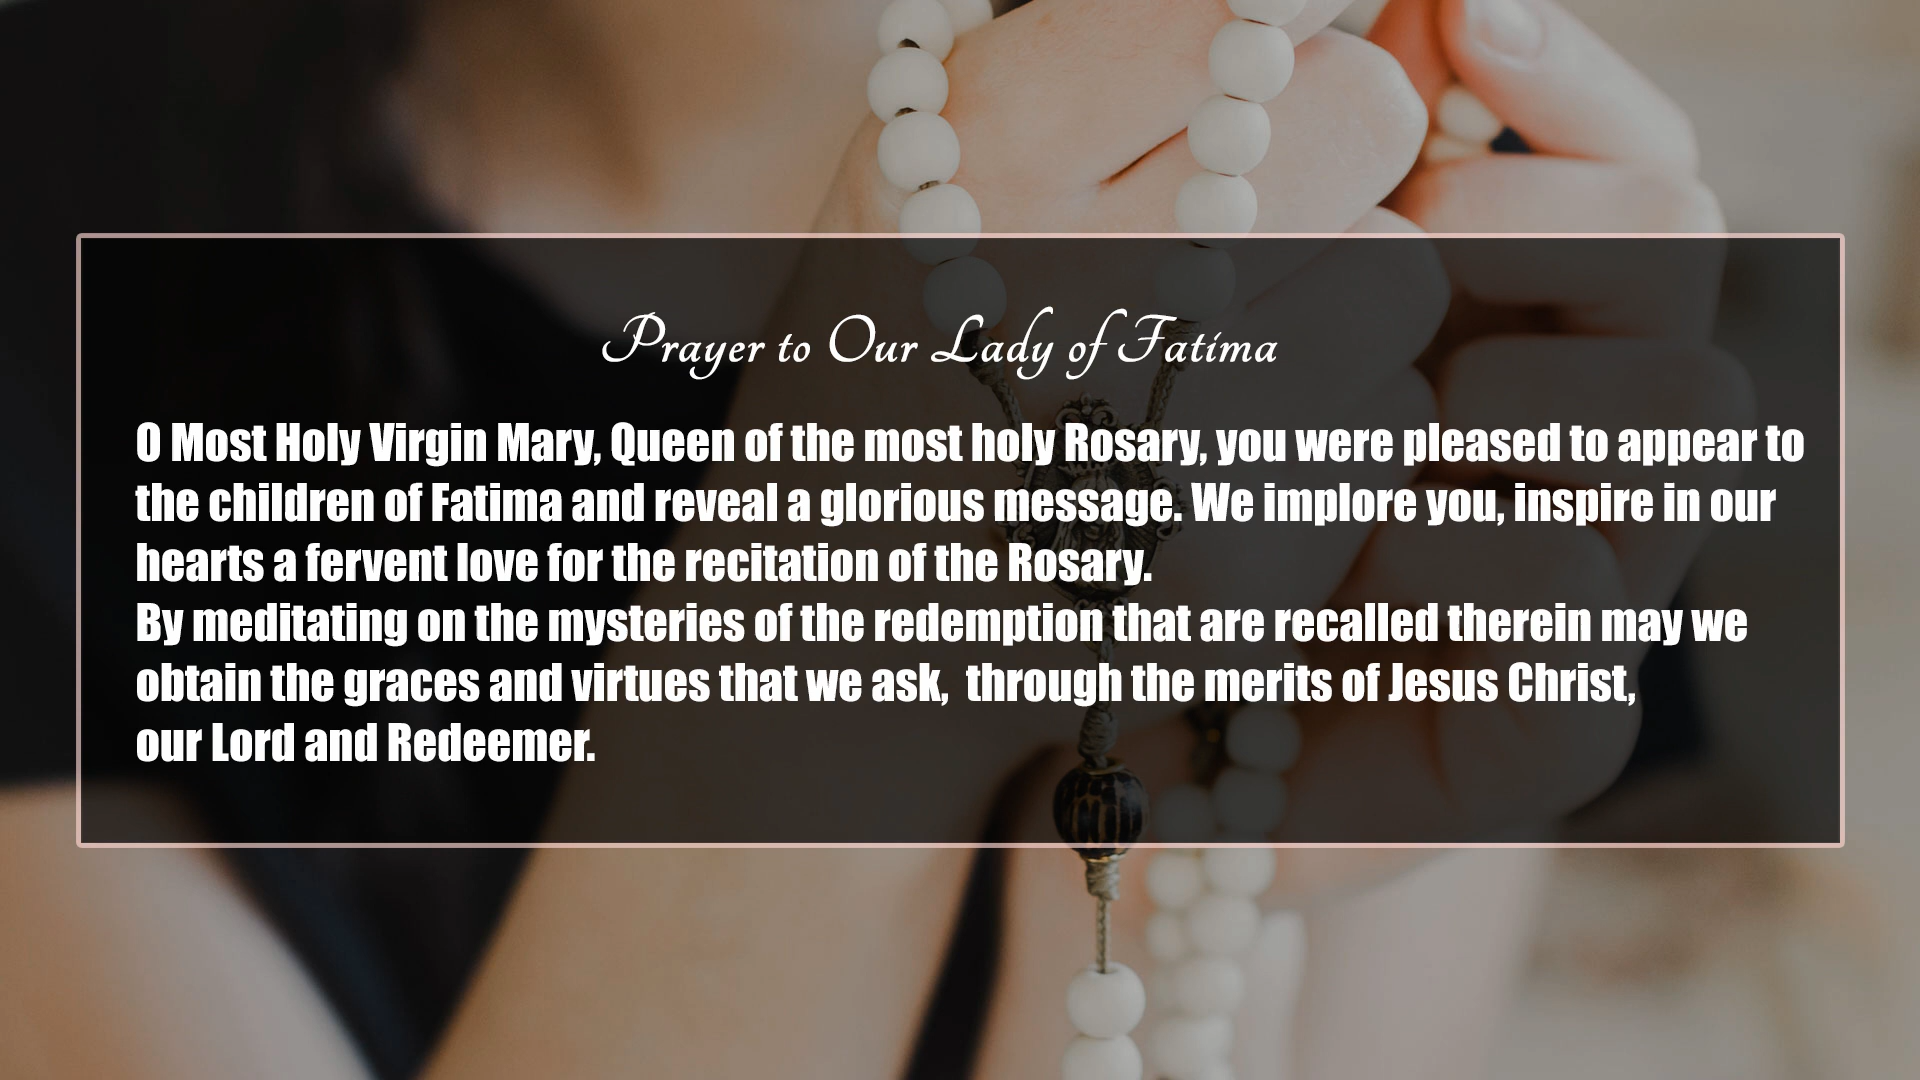 Prayer to Our Lady of Fatima
O Most Holy Virgin Mary, Queen of the most holy Rosary, you were pleased to appear to
the children of Fatima and reveal a glorious message. We implore you, inspire in our
hearts a fervent love for the recitation of the Rosary.
By meditating on the mysteries of the redemption that are recalled therein may we
obtain the graces and virtues that we ask,  through the merits of Jesus Christ,
our Lord and Redeemer.